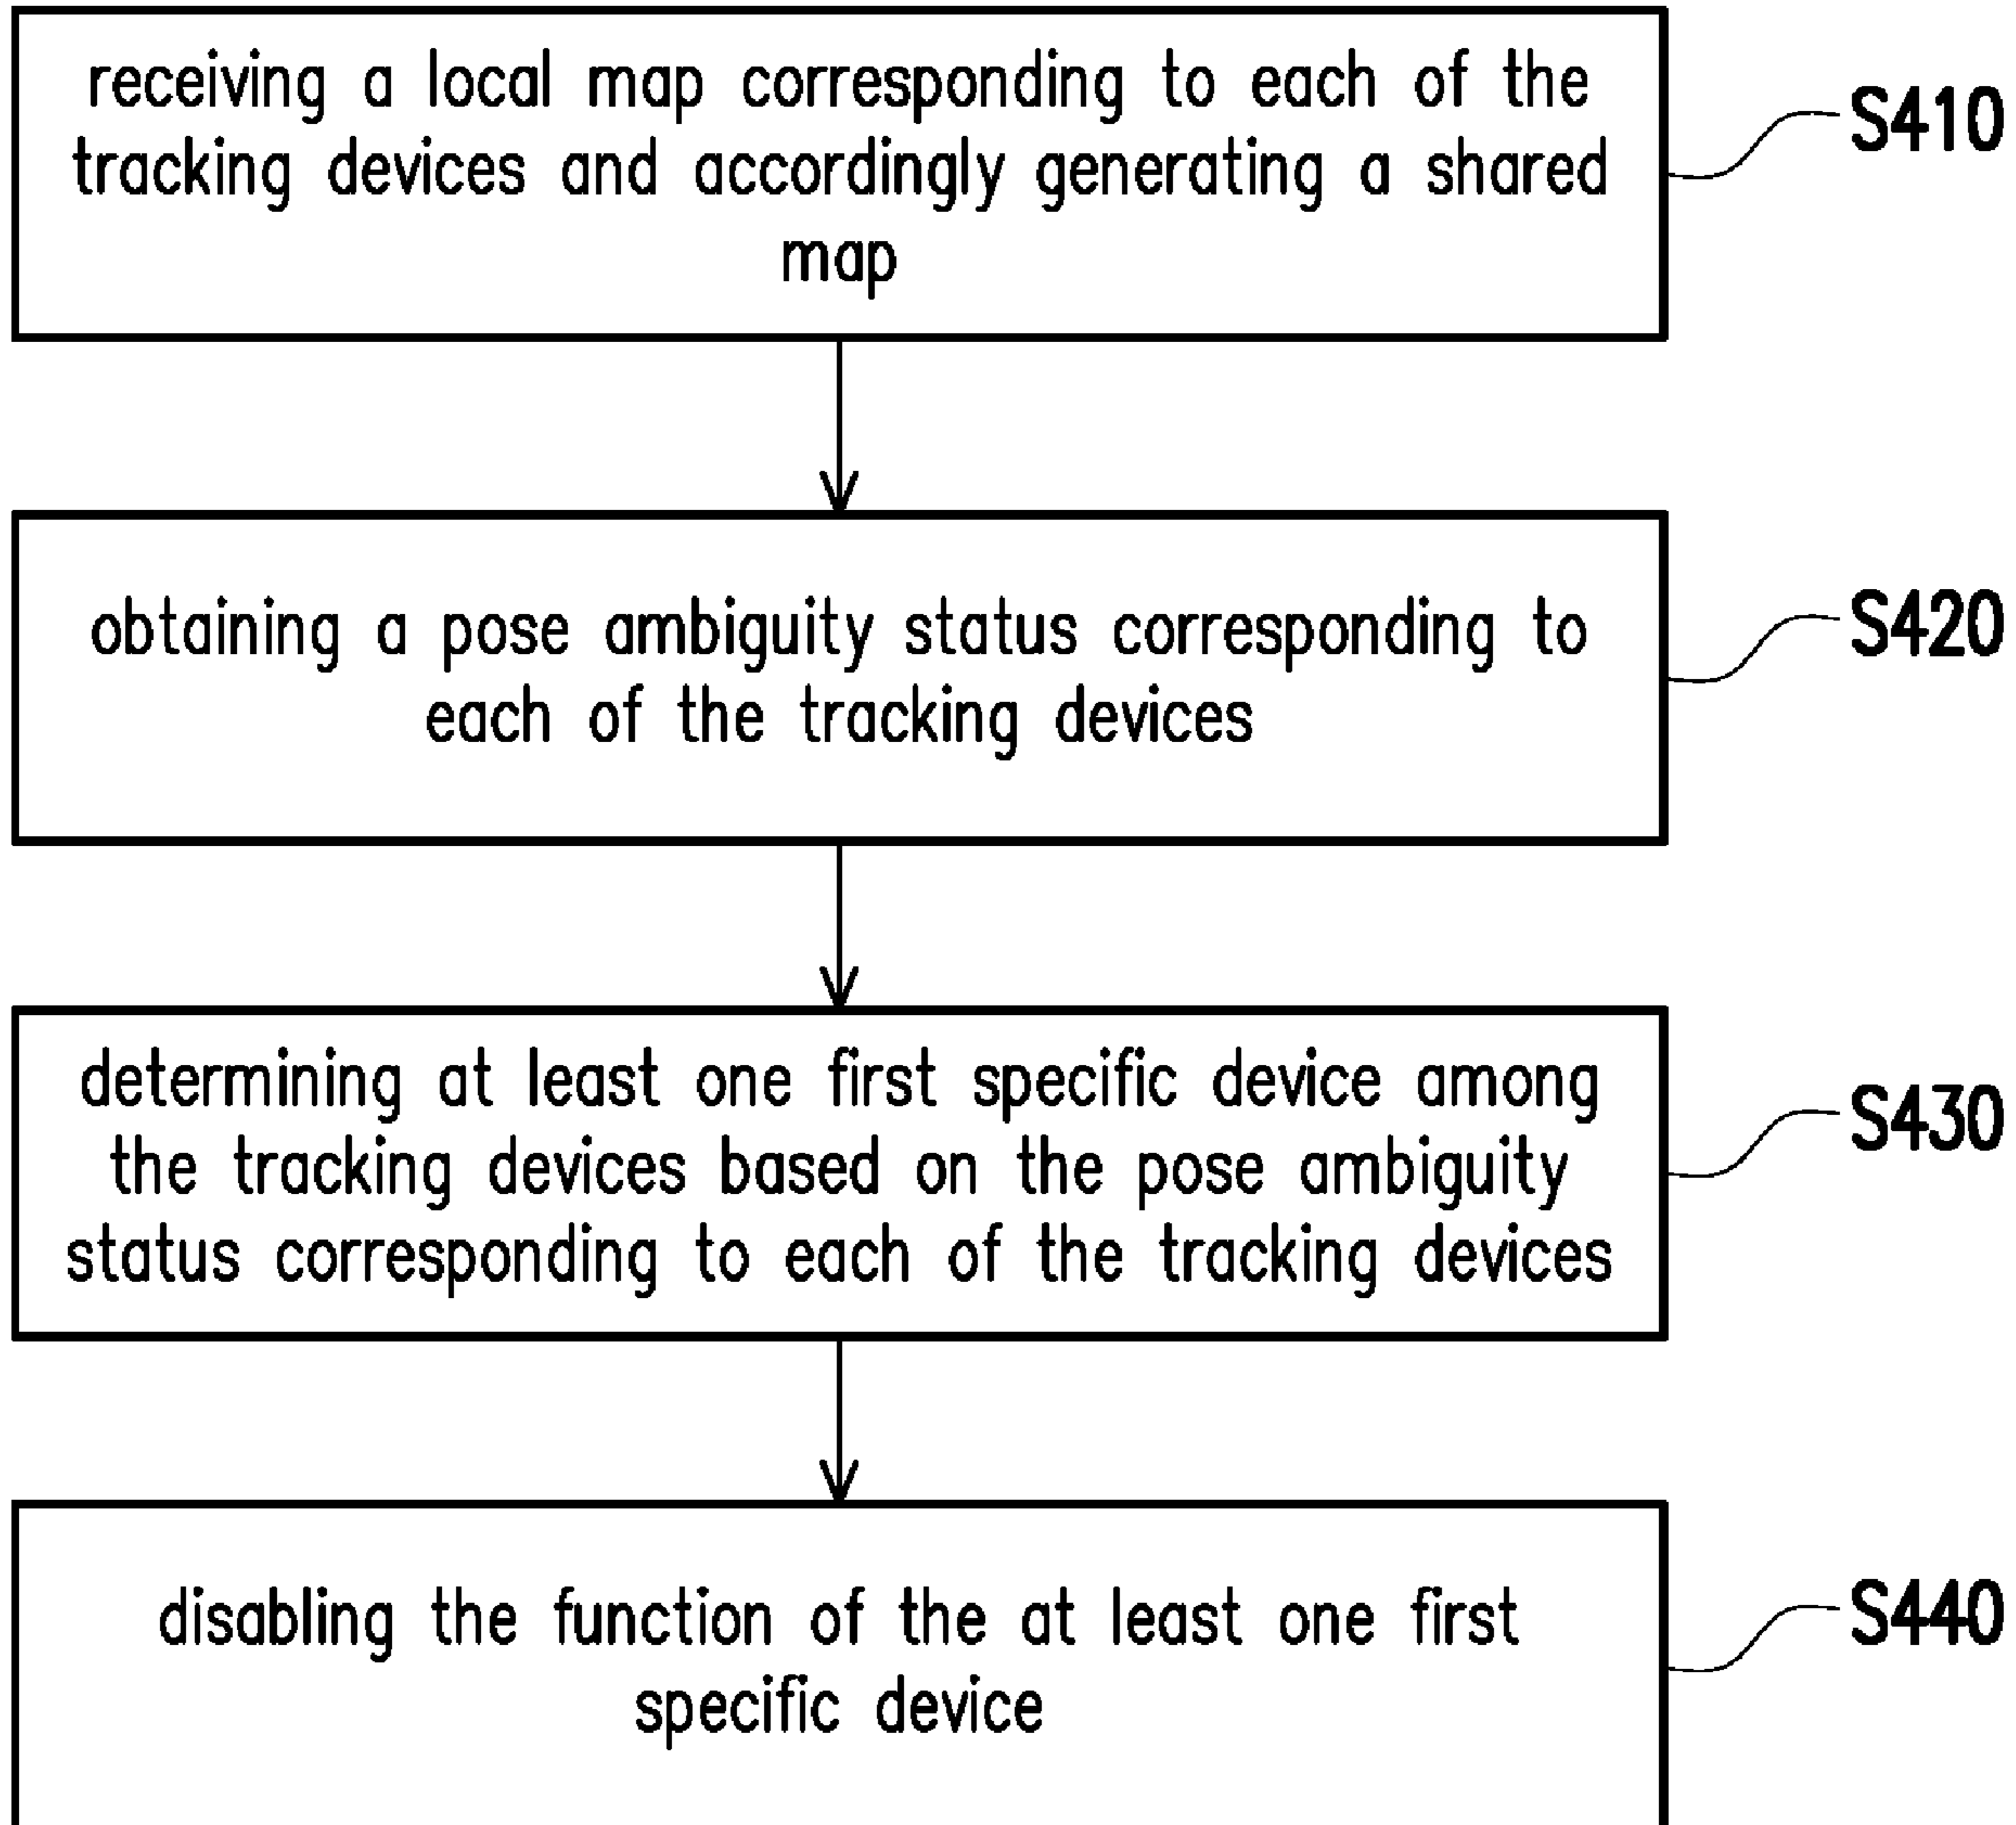 receiving a local map corresponding to each of the
tracking devices and accordingly generating a shared
map
S410
obtaining a pose ambiguity status corresponding to
each of the tracking devices
S420
determining at least one first specific device among
the tracking devices based on the pose ambiguity
status corresponding to each of the tracking devices
S430
disabling the function of the at least one first
specific device
S440